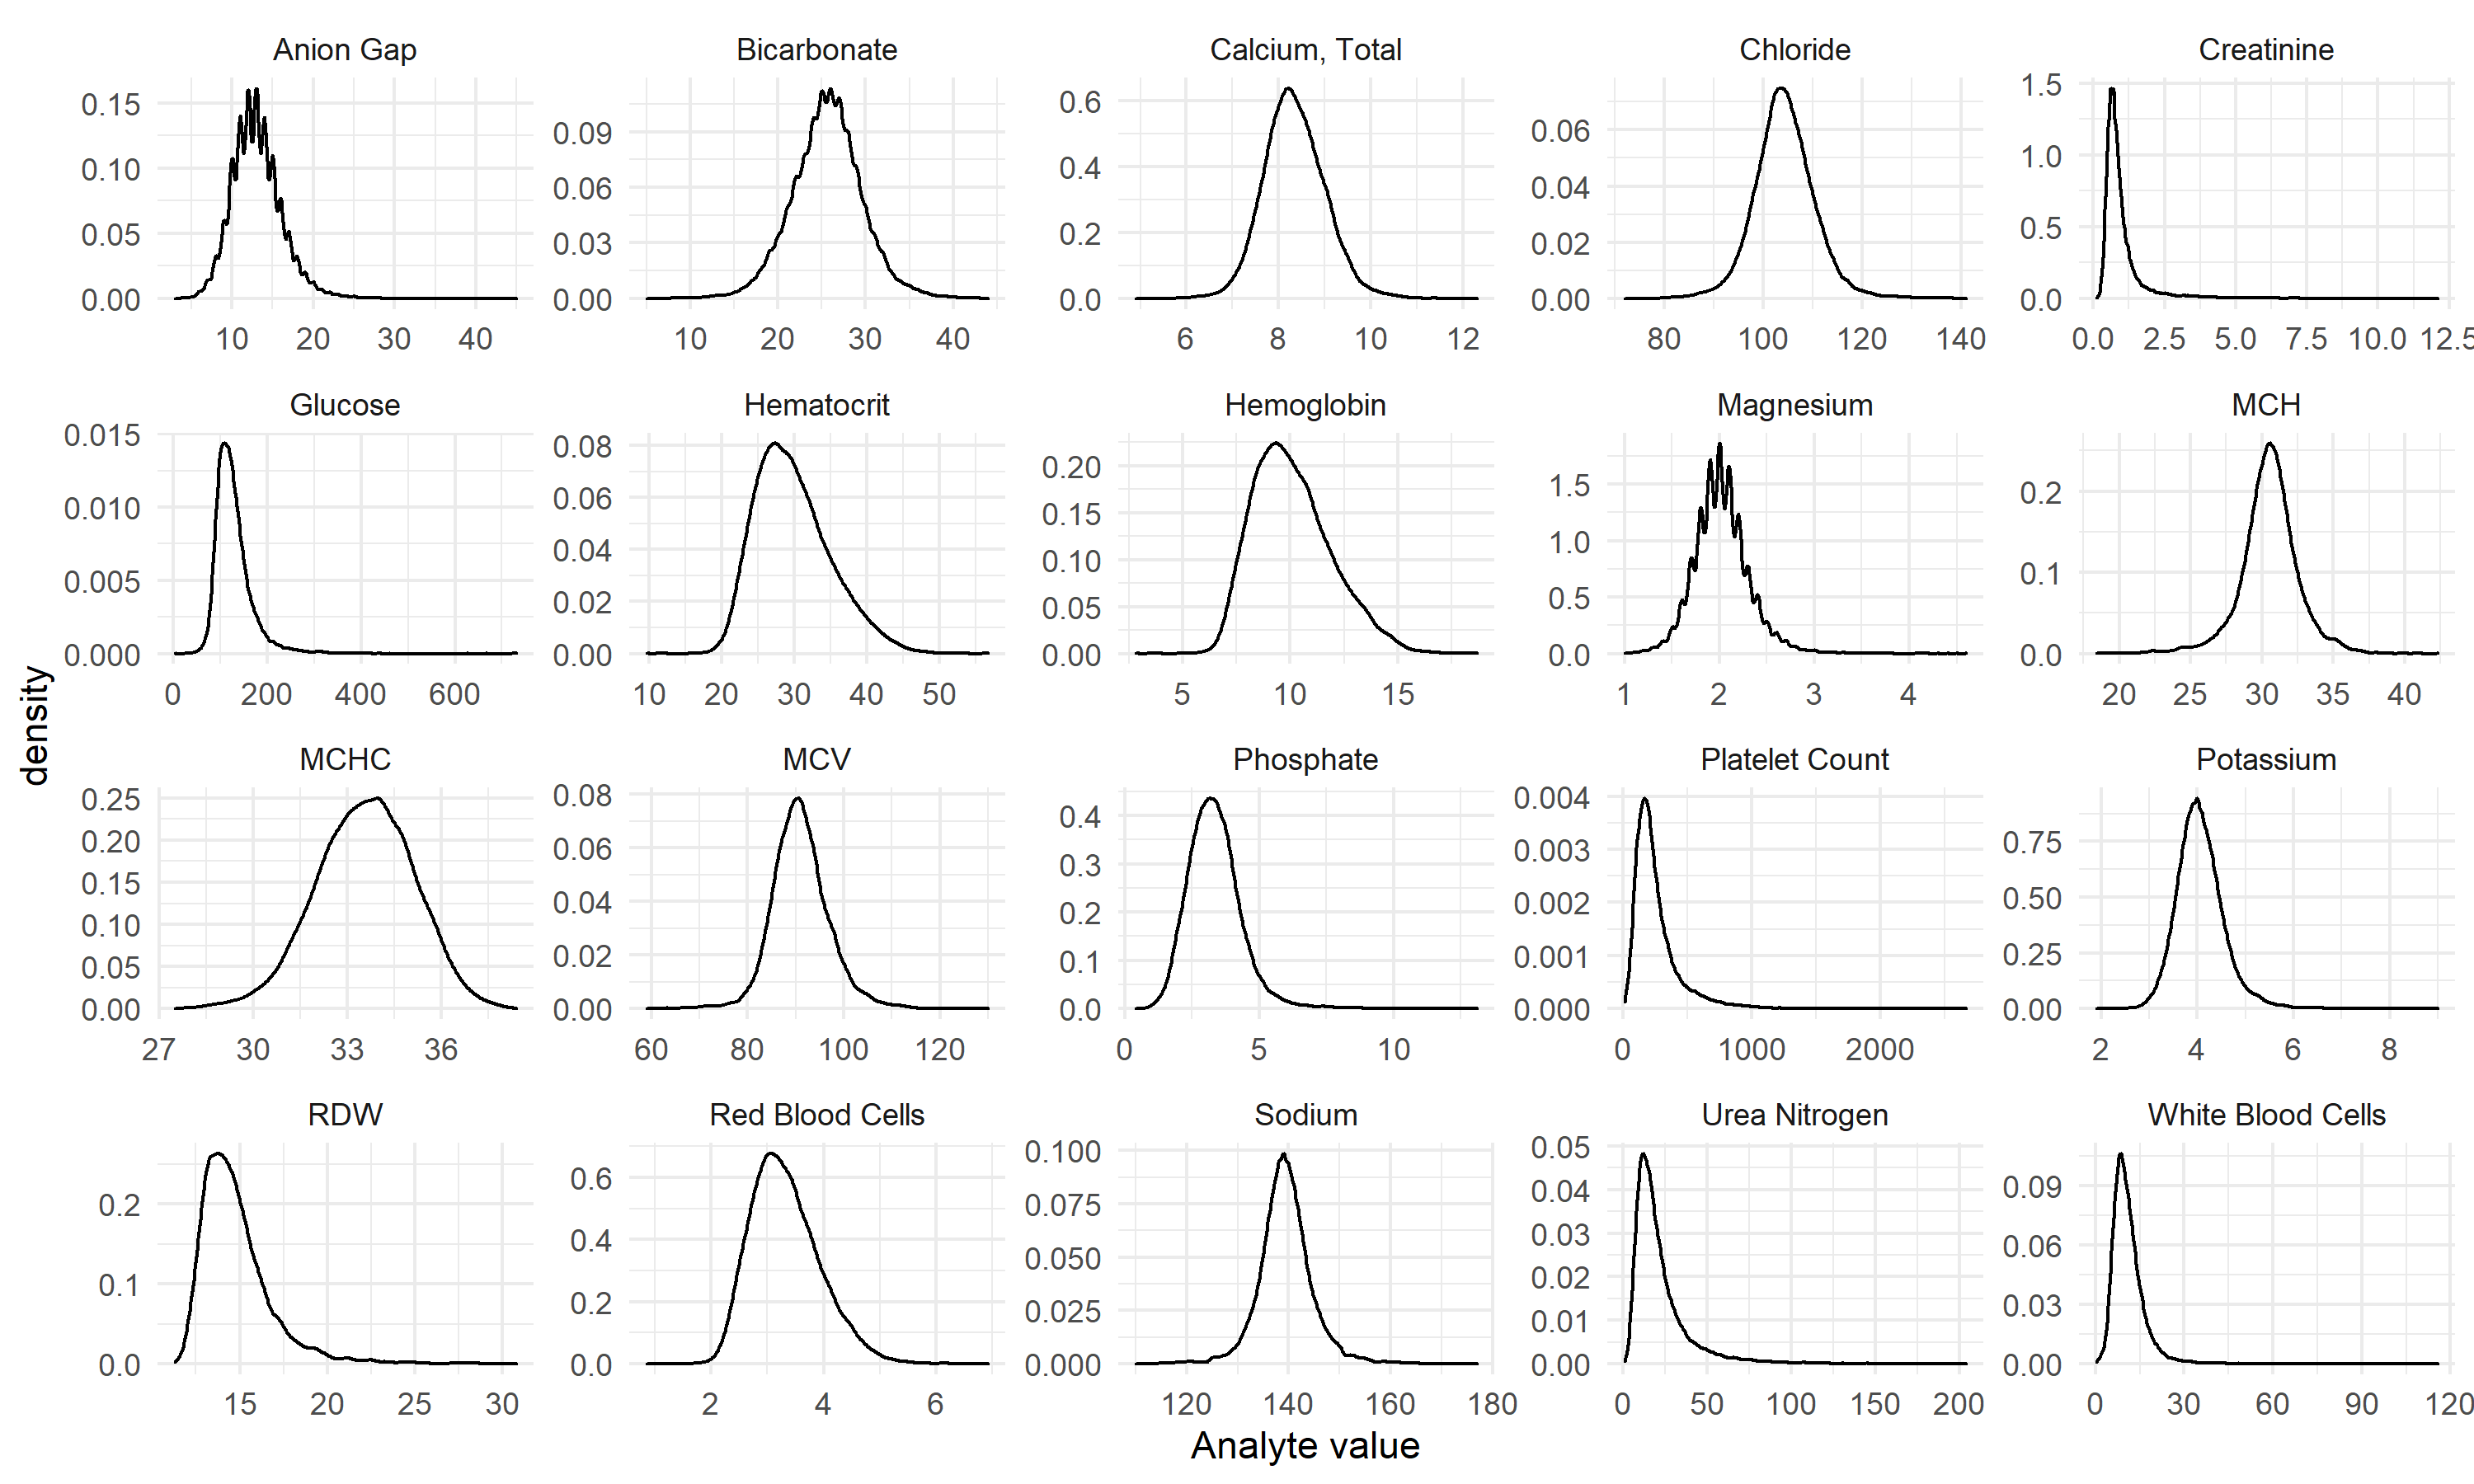 Anion Gap
0.15
0.10
0.05
0.00
10 20 30 40
Bicarbonate
0.09
0.06
0.03
0.00
10 20 30 40
Calcium, Total
0.6
0.4
0.2
0.0
6 8 10 12
Chloride
0.06
0.04
0.02
0.00
80 100 120 140
Creatinine
1.5
1.0
0.5
0.0
0.0 2.5 5.0 7.5 10.0 12.5
Glucose
0.015
0.010
0.005
0.000
0 200 400 600
Hematocrit
0.08
0.06
0.04
0.02
0.00
10 20 30 40 50
Hemoglobin
0.20
0.15
0.10
0.05
0.00
5 10 15
Magnesium
1.5
1.0
0.5
0.0
1 2 3 4
MCH
0.2
0.1
0.0
20 25 30 35 40
density
MCHC
0.25
0.20
0.15
0.10
0.05
0.00
27 30 33 36
MCV
0.08
0.06
0.04
0.02
0.00
60 80 100 120
Phosphate
0.4
0.3
0.2
0.1
0.0
0 5 10
Platelet Count
0.004
0.003
0.002
0.001
0.000
0 1000 2000
Potassium
0.75
0.50
0.25
0.00
2 4 6 8
RDW
0.2
0.1
0.0
15 20 25 30
Red Blood Cells
0.6
0.4
0.2
0.0
2 4 6
Sodium
0.100
0.075
0.050
0.025
0.000
120 140 160 180
Urea Nitrogen
0.05
0.04
0.03
0.02
0.01
0.00
0 50 100 150 200
White Blood Cells
0.09
0.06
0.03
0.00
0 30 60 90 120
Analyte value